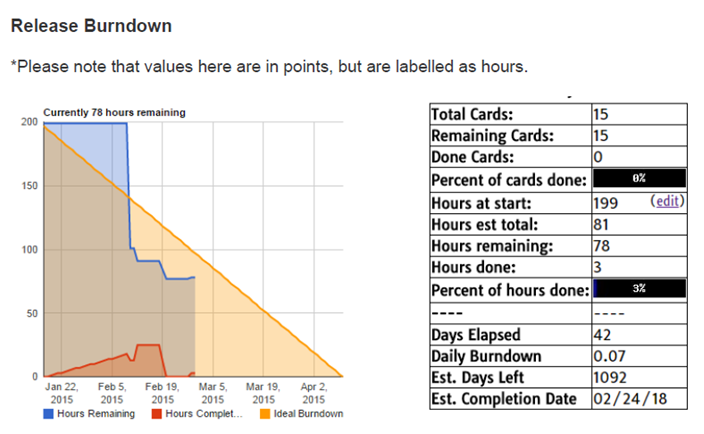 Release Burndown
*Please note that values here are in points, but are labelled as hours.
Currently 78 hours remaining
200
150
100
50
0
Jan 22, 2015
Feb 5, 2015
Feb 19, 2015
Mar 5, 2015
Mar 19, 2015
Apr 2, 2015
Hours Remaining
Hours Complet...
Ideal Burndown
Total Cards: 15
Remaining Cards: 15
Done Cards: 0
Percent of cards done: 0%
Hours at start: 199 (edit)
Hours est total: 81
Hours remaining: 78
Hours done: 3
Percent of hours done: 3%
---- ----
Days Elapsed 42
Daily Burndown 0.07
Est. Days Left 1092
Est. Completion Date 02/24/18